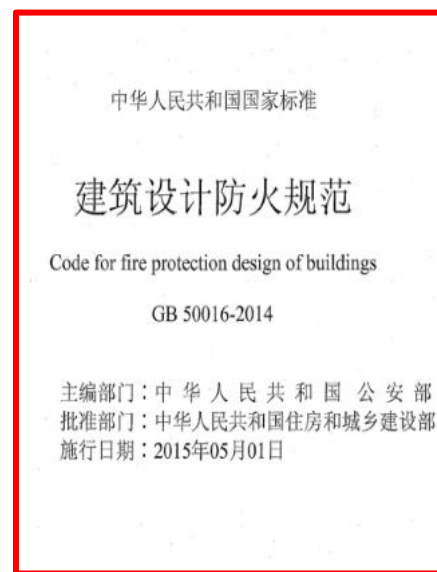 中华人民共和国国家标准
建筑设计防火规范
Code for fire protection design of buildings
GB 50016-2014
主编部门：中华人民共和国公安部
批准部门：中华人民共和国住房和城乡建设部
施行日期：2015年05月01日